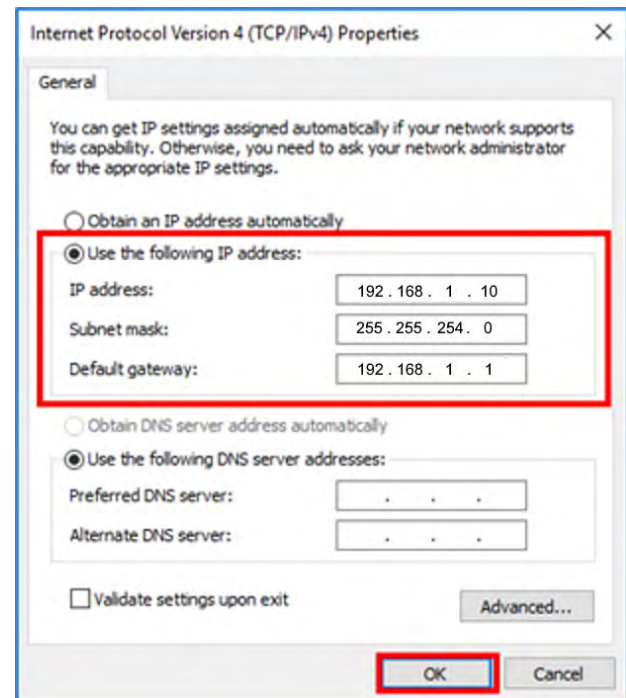 Internet Protocol Version 4 (TCP/IPv4) Properties
General
You can get IP settings assigned automatically if your network supports
this capability. Otherwise, you need to ask your network administrator
for the appropriate IP settings.
Obtain an IP address automatically
Use the following IP address:
IP address: 192 . 168 . 1 . 10
Subnet mask: 255 . 255 . 254 . 0
Default gateway: 192 . 168 . 1 . 1
Obtain DNS server address automatically
Use the following DNS server addresses:
Preferred DNS server: . . .
Alternate DNS server: . . .
Validate settings upon exit
Advanced...
OK Cancel